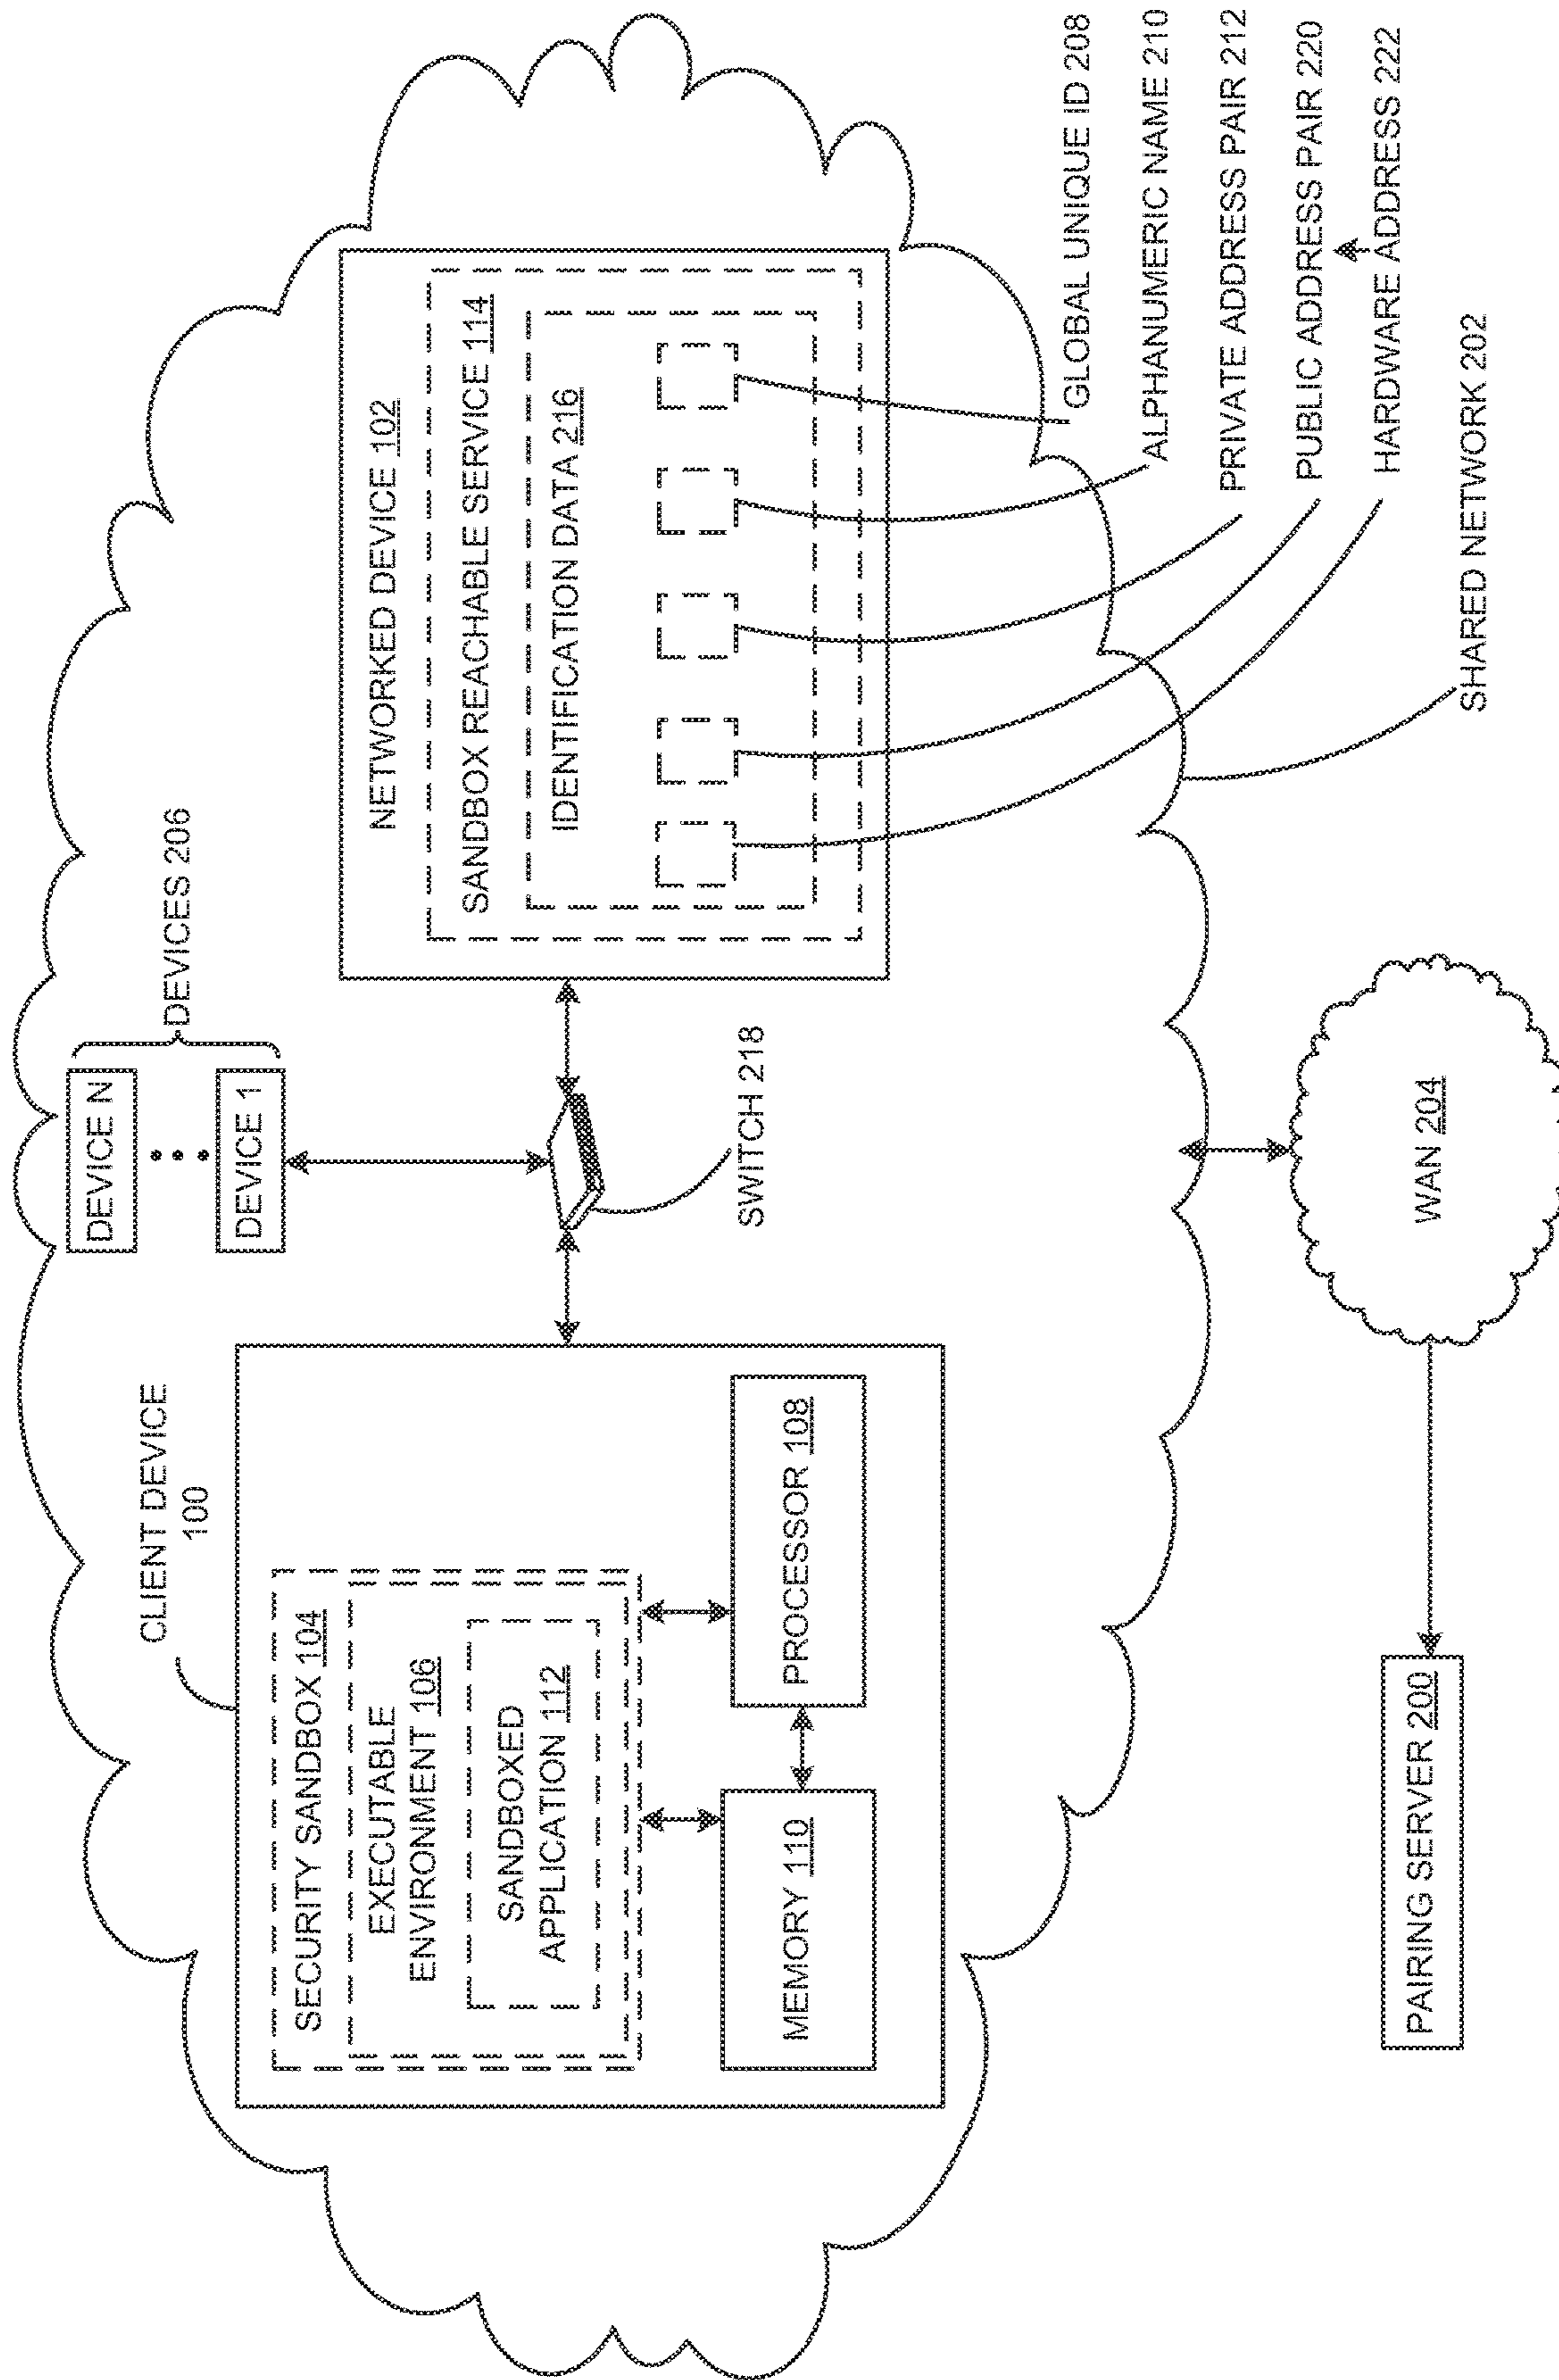 DEVICE N
DEVICE 1
DEVICES 206
CLIENT DEVICE
100
SECURITY SANDBOX 104
EXECUTABLE
ENVIRONMENT 106
SANDBOXED
APPLICATION 112
MEMORY 110
PROCESSOR 108
SWITCH 218
NETWORKED DEVICE 102
SANDBOX REACHABLE SERVICE 114
IDENTIFICATION DATA 216
GLOBAL UNIQUE ID 208
ALPHANUMERIC NAME 210
PRIVATE ADDRESS PAIR 212
PUBLIC ADDRESS PAIR 220
HARDWARE ADDRESS 222
SHARED NETWORK 202
WAN 204
PAIRING SERVER 200